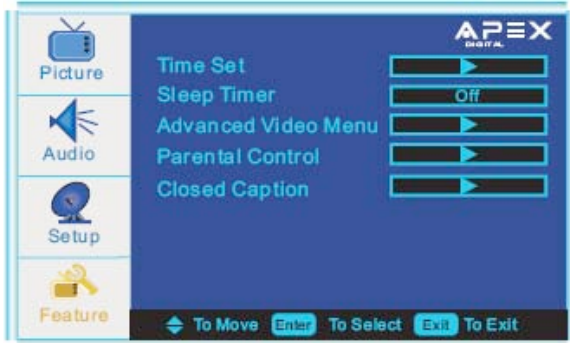 APEX
DIGITAL
Picture
Audio
Setup
Feature
Time Set
Sleep Timer Off
Advanced Video Menu
Parental Control
Closed Caption
To Move Enter To Select Exit To Exit